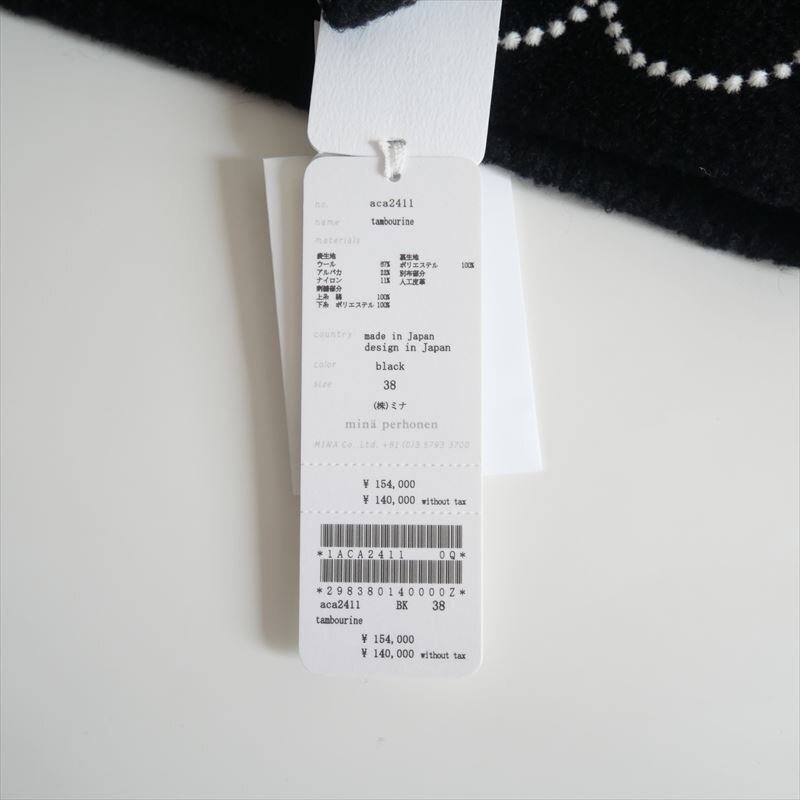 no. aca2411
name tambourine
materials
表生地 裏生地
ウール 67% ポリエステル 100%
アルパカ 22% 別布部分
ナイロン 11% 人工皮革
刺繍部分
上糸 綿 100%
下糸 ポリエステル 100%
country made in Japan
design in Japan
color black
size 38
(株)ミナ
minä perhonen
MINA Co.,Ltd. +81 (0)3 5793 3700
¥ 154,000
¥ 140,000 without tax
*1ACA2411 0Q*
*298380140000Z*
aca2411 BK 38
tambourine
¥ 154,000
¥ 140,000 without tax